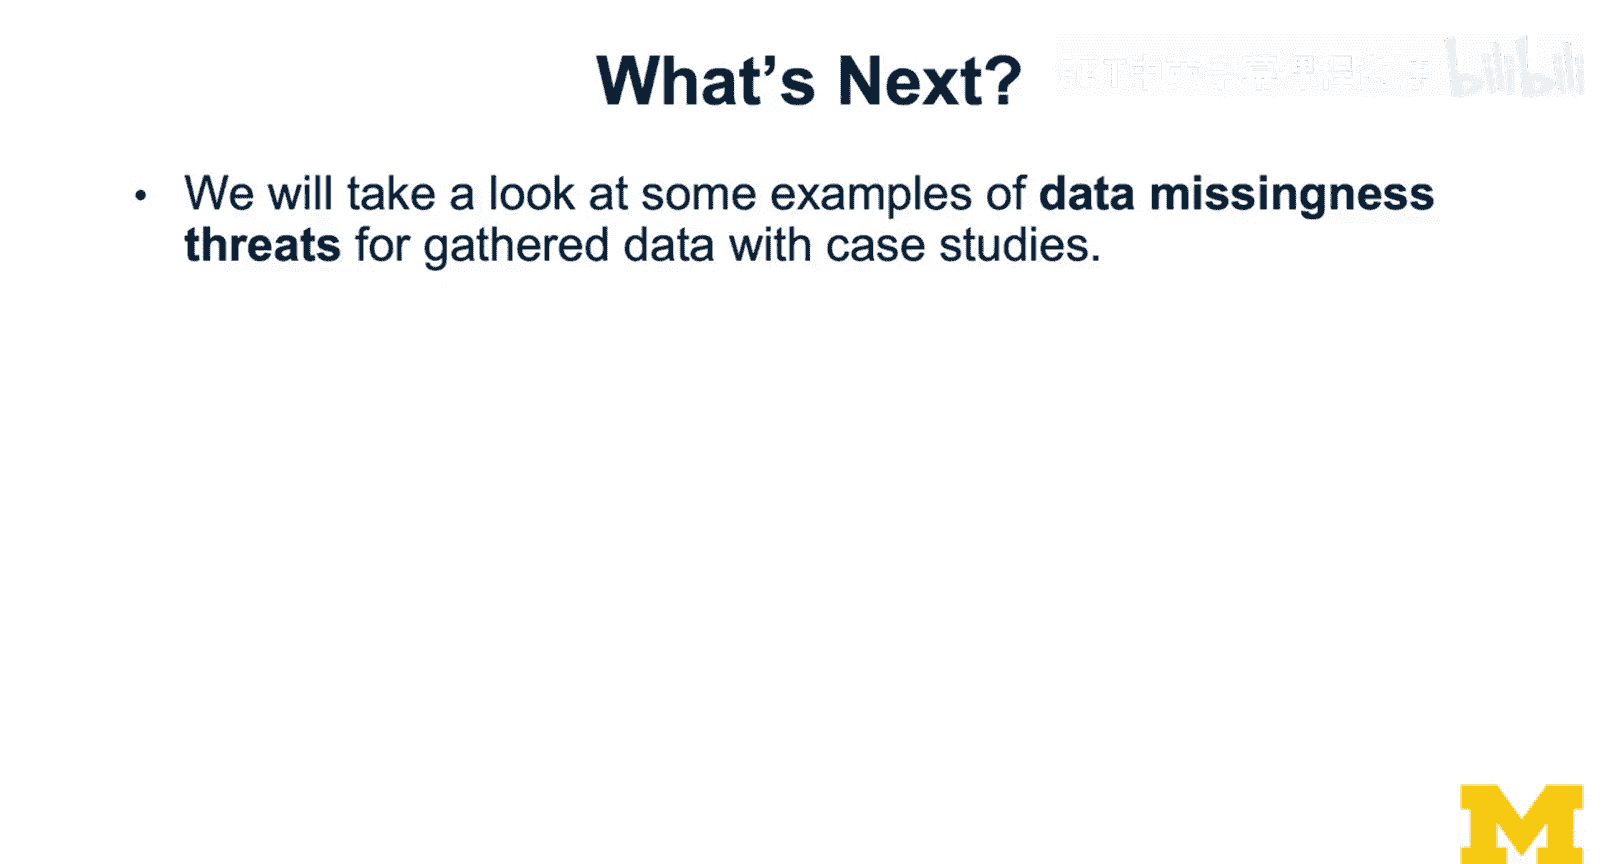 What’s Next?
bilibili
• We will take a look at some examples of data missingness
threats for gathered data with case studies.
M